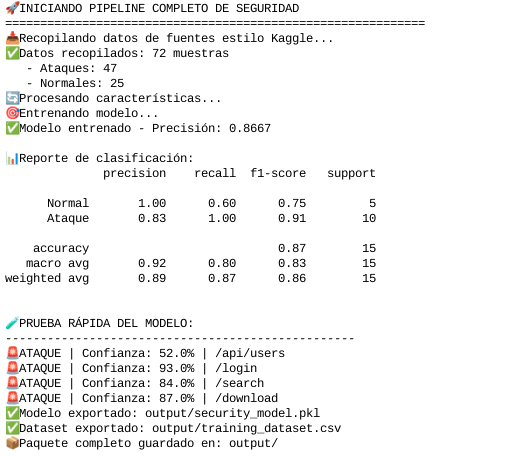 🚀INICIANDO PIPELINE COMPLETO DE SEGURIDAD
============================================================
📥Recopilando datos de fuentes estilo Kaggle...
✅Datos recopilados: 72 muestras
   - Ataques: 47
   - Normales: 25
🔄Procesando características...
🎯Entrenando modelo...
✅Modelo entrenado - Precisión: 0.8667
📊Reporte de clasificación:
              precision    recall  f1-score   support
      Normal       1.00      0.60      0.75         5
      Ataque       0.83      1.00      0.91        10
    accuracy                           0.87        15
   macro avg       0.92      0.80      0.83        15
weighted avg       0.89      0.87      0.86        15
🧪PRUEBA RÁPIDA DEL MODELO:
--------------------------------------------------
🚨ATAQUE | Confianza: 52.0% | /api/users
🚨ATAQUE | Confianza: 93.0% | /login
🚨ATAQUE | Confianza: 84.0% | /search
🚨ATAQUE | Confianza: 87.0% | /download
✅Modelo exportado: output/security_model.pkl
✅Dataset exportado: output/training_dataset.csv
📦Paquete completo guardado en: output/